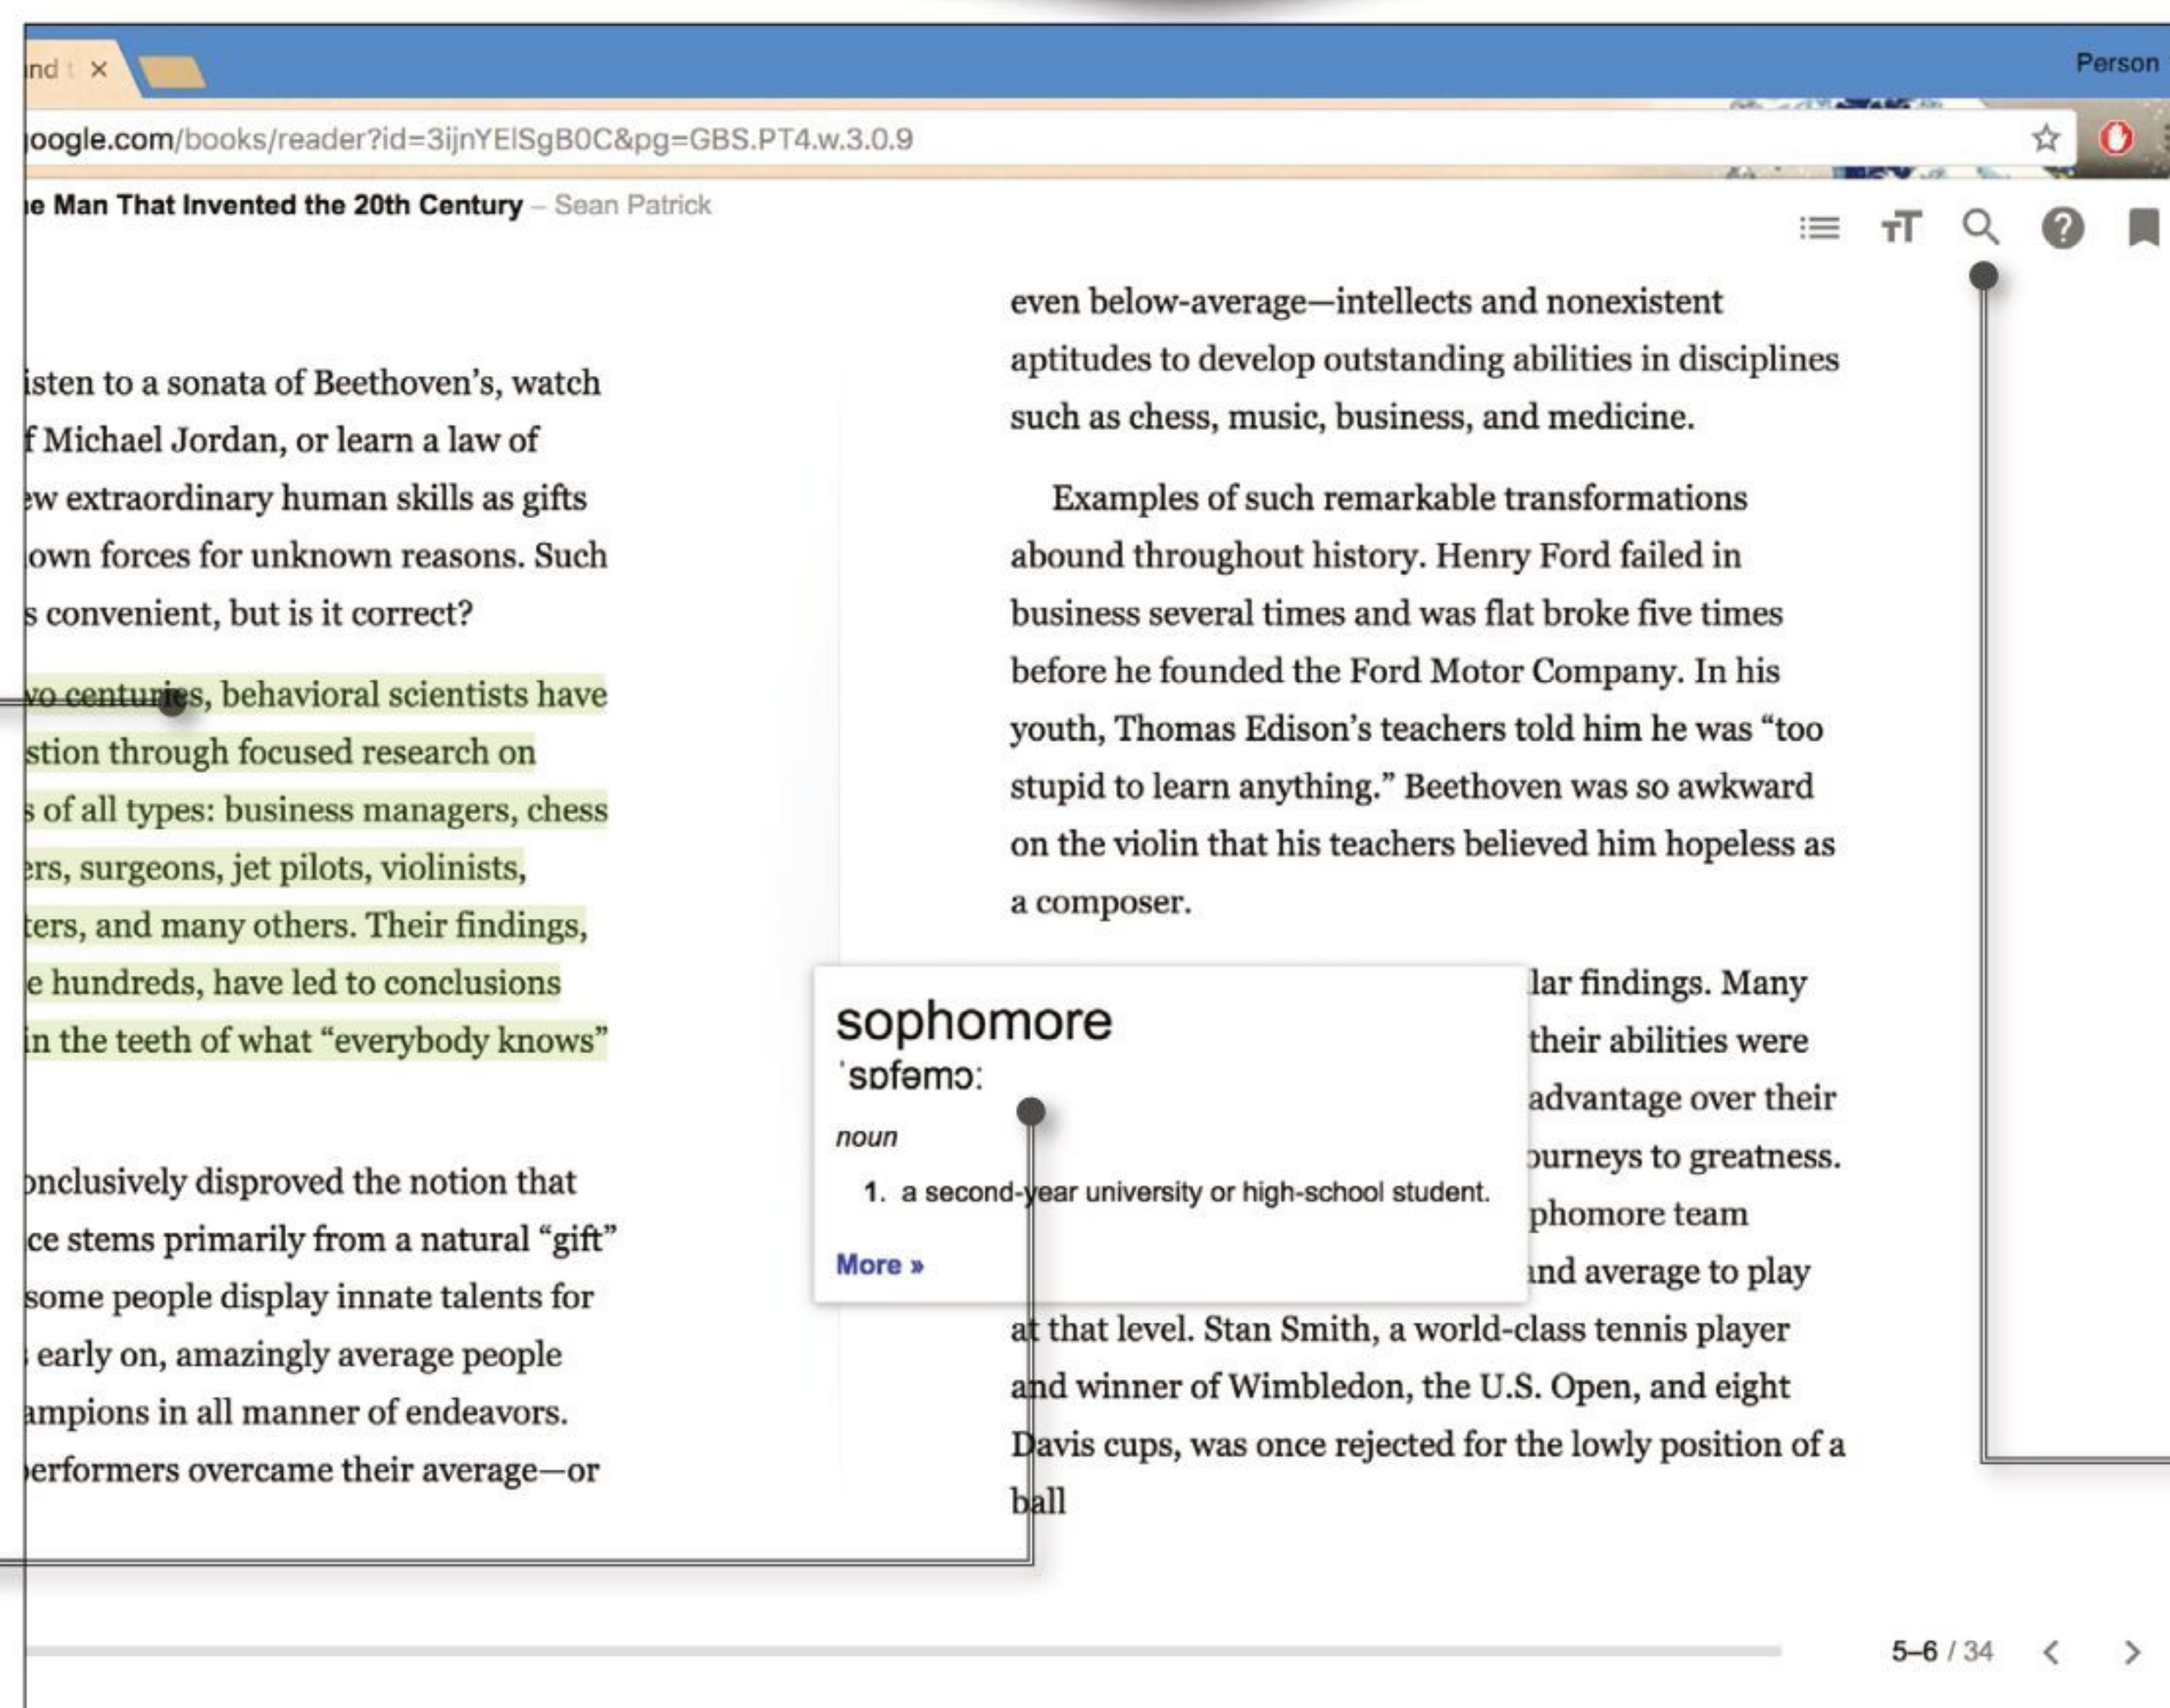 nd t ×
Person
oogle.com/books/reader?id=3ijnYElSgB0C&pg=GBS.PT4.w.3.0.9
e Man That Invented the 20th Century – Sean Patrick
isten to a sonata of Beethoven’s, watch
f Michael Jordan, or learn a law of
ew extraordinary human skills as gifts
own forces for unknown reasons. Such
s convenient, but is it correct?
vo centuries, behavioral scientists have
stion through focused research on
s of all types: business managers, chess
ers, surgeons, jet pilots, violinists,
ters, and many others. Their findings,
e hundreds, have led to conclusions
in the teeth of what “everybody knows”
onclusively disproved the notion that
ce stems primarily from a natural “gift”
some people display innate talents for
early on, amazingly average people
ampions in all manner of endeavors.
performers overcame their average—or
even below-average—intellects and nonexistent
aptitudes to develop outstanding abilities in disciplines
such as chess, music, business, and medicine.
Examples of such remarkable transformations
abound throughout history. Henry Ford failed in
business several times and was flat broke five times
before he founded the Ford Motor Company. In his
youth, Thomas Edison’s teachers told him he was “too
stupid to learn anything.” Beethoven was so awkward
on the violin that his teachers believed him hopeless as
a composer.
lar findings. Many
their abilities were
advantage over their
ourneys to greatness.
phomore team
and average to play
at that level. Stan Smith, a world-class tennis player
and winner of Wimbledon, the U.S. Open, and eight
Davis cups, was once rejected for the lowly position of a
ball
sophomore
ˈsɒfəmɔː
noun
1. a second-year university or high-school student.
More »
5–6 / 34